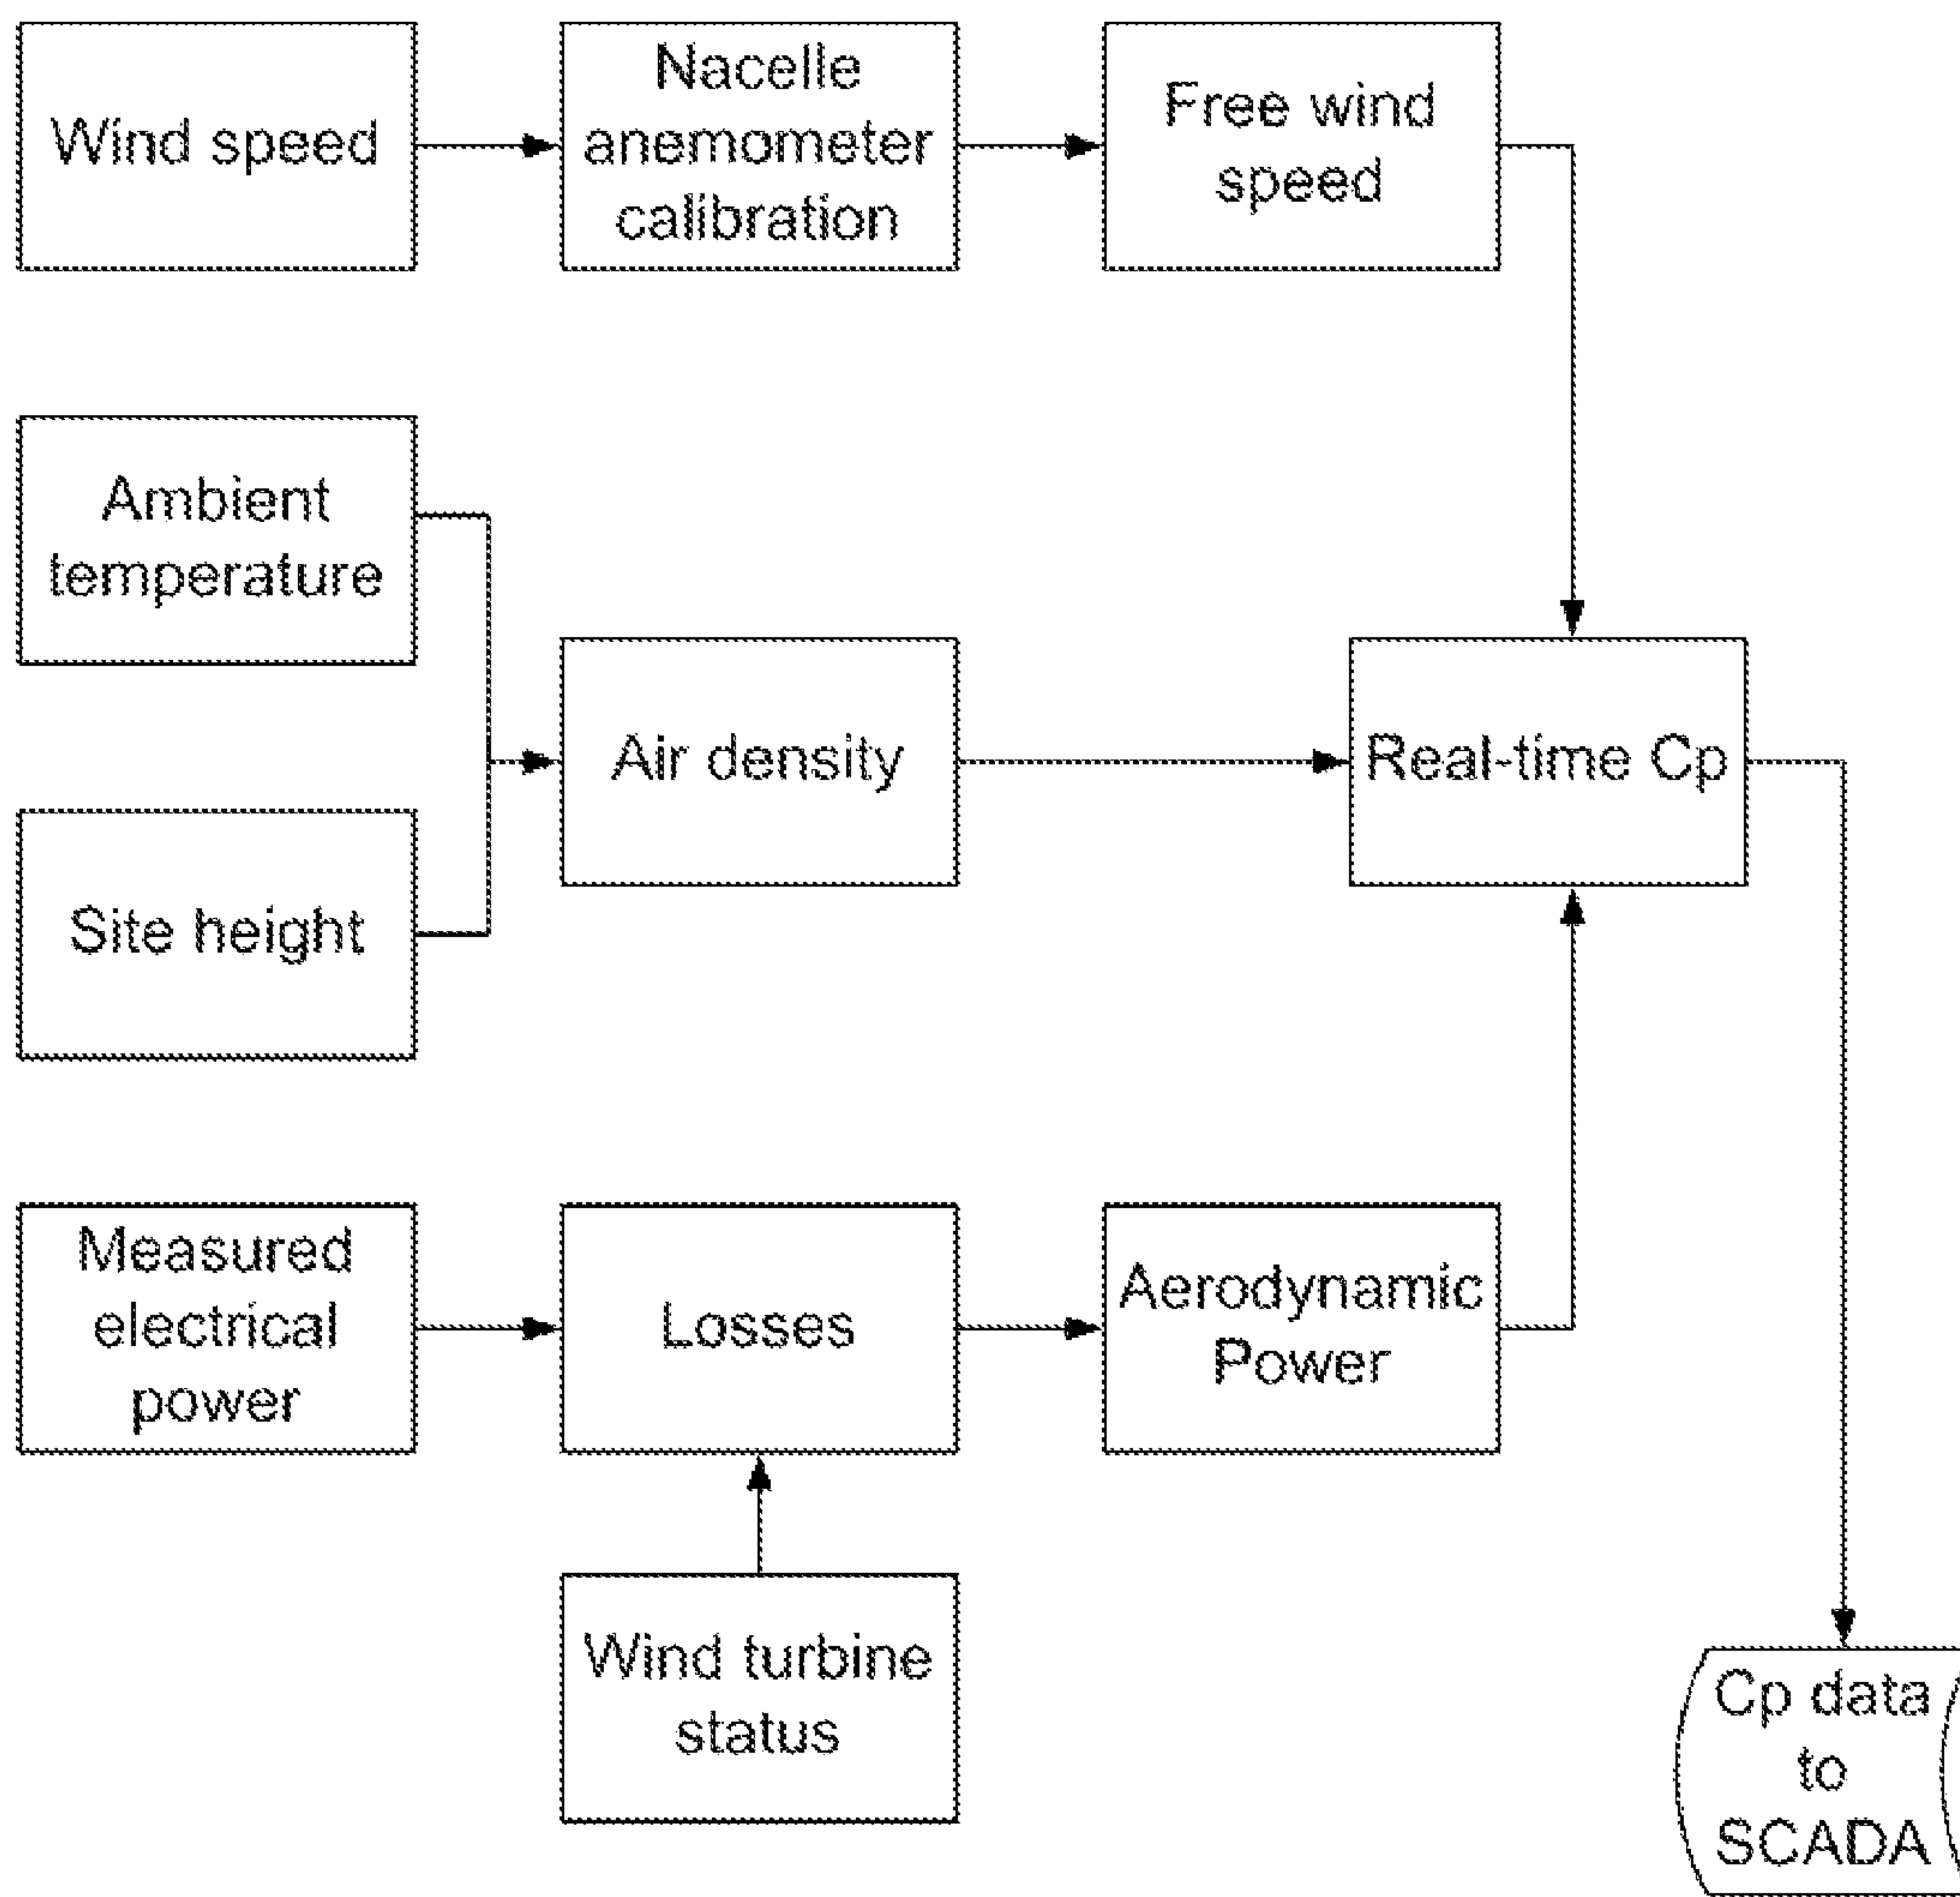 Wind speed
Nacelle
anemometer
calibration
Free wind
speed
Ambient
temperature
Air density
Real-time Cp
Site height
Measured
electrical
power
Losses
Aerodynamic
Power
Wind turbine
status
Cp data
to
SCADA